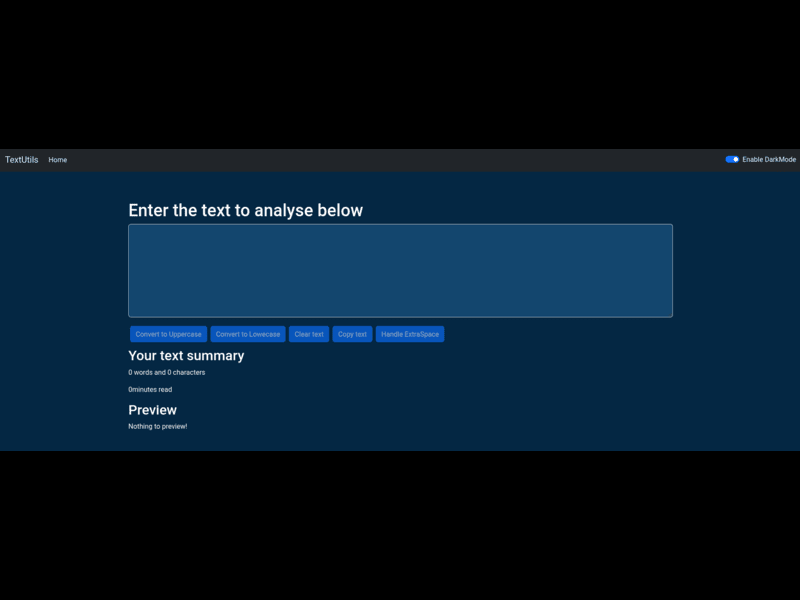 TextUtils Home Enable DarkMode
Enter the text to analyse below
Convert to Uppercase Convert to Lowecase Clear text Copy text Handle ExtraSpace
Your text summary
0 words and 0 characters
0minutes read
Preview
Nothing to preview!